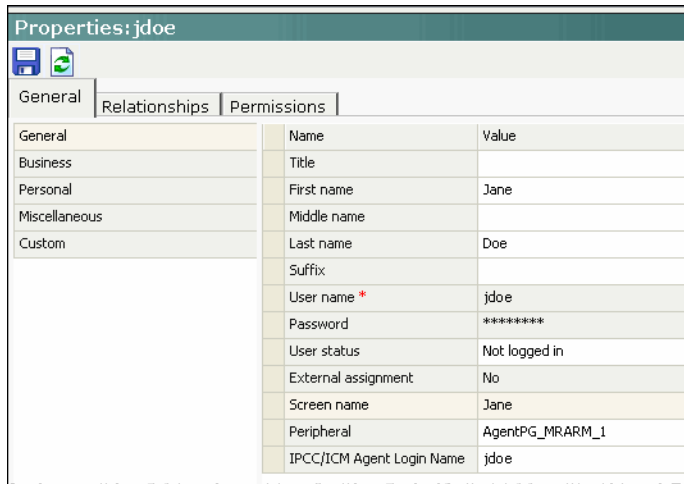 Properties:jdoe
General Relationships Permissions
General
Business
Personal
Miscellaneous
Custom
Name Value
Title
First name Jane
Middle name
Last name Doe
Suffix
User name * jdoe
Password ********
User status Not logged in
External assignment No
Screen name Jane
Peripheral AgentPG_MRARM_1
IPCC/ICM Agent Login Name jdoe